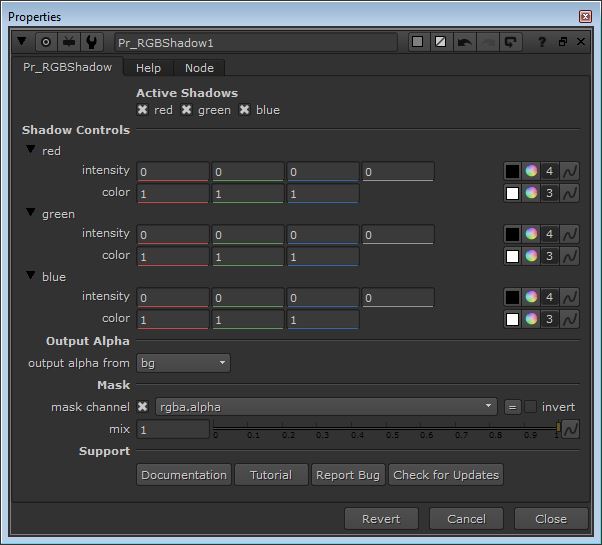 Properties
Pr_RGBShadow1 ?
Pr_RGBShadow Help Node
Active Shadows
red green blue
Shadow Controls
red
intensity 0 0 0 0 4
color 1 1 1 3
green
intensity 0 0 0 0 4
color 1 1 1 3
blue
intensity 0 0 0 0 4
color 1 1 1 3
Output Alpha
output alpha from bg
Mask
mask channel rgba.alpha = invert
mix 1 0 0.1 0.2 0.3 0.4 0.5 0.6 0.7 0.8 0.9 1
Support
Documentation Tutorial Report Bug Check for Updates
Revert Cancel Close